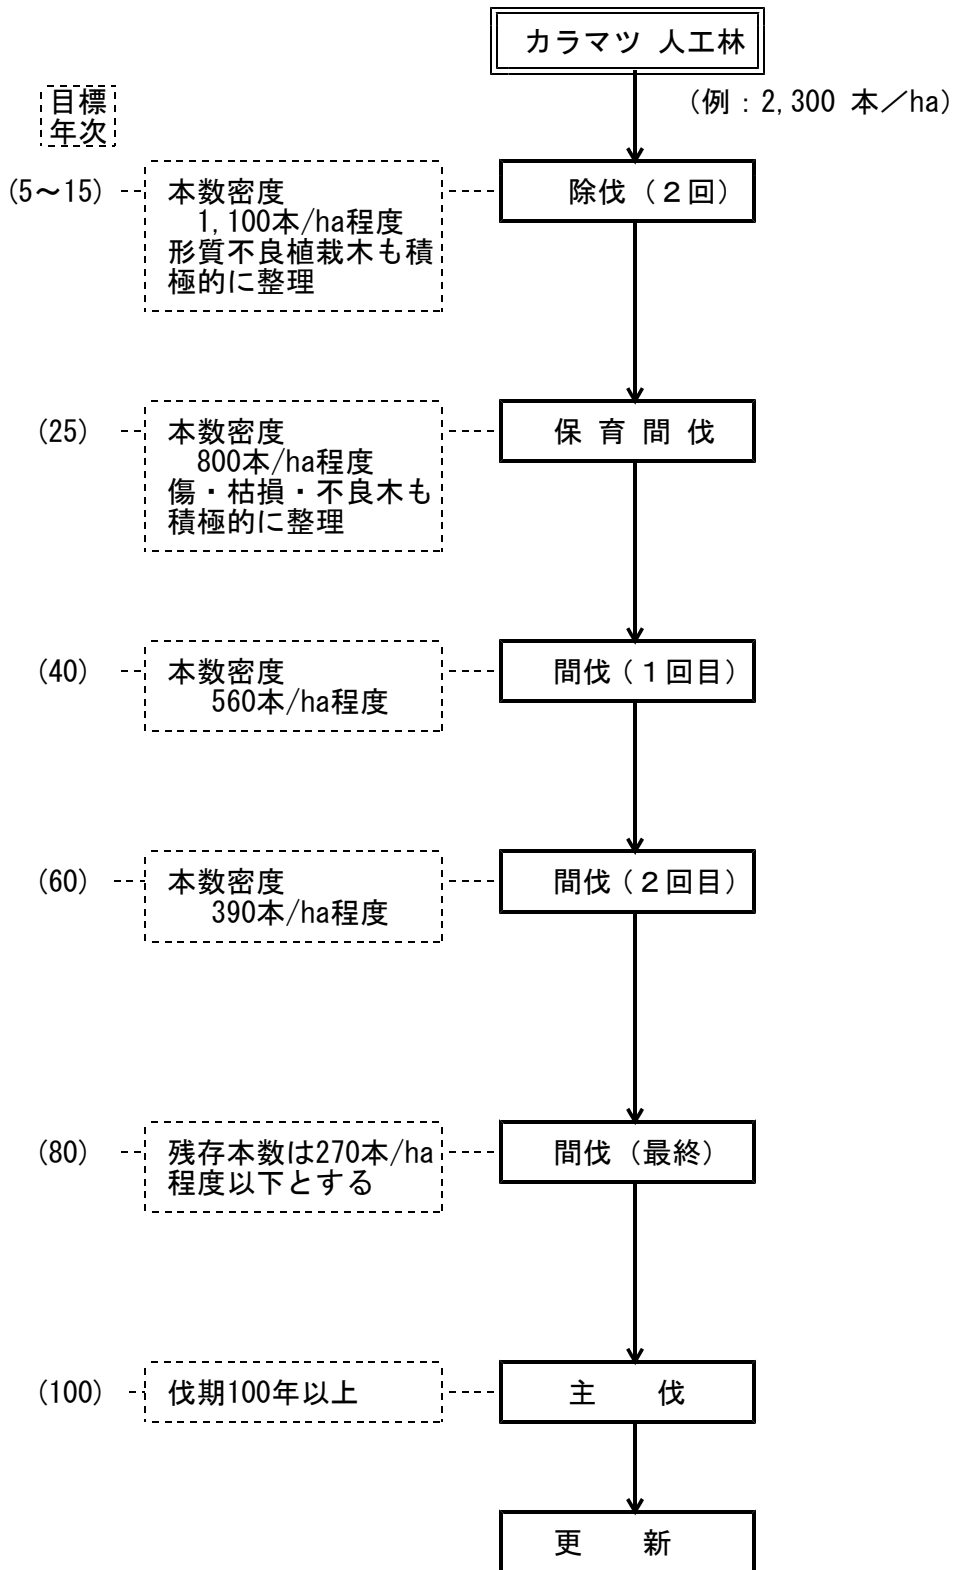 カラマツ 人工林
(例：2,300 本／ha)
目標
年次
(5〜15)
本数密度
1,100本/ha程度
形質不良植栽木も積
極的に整理
除伐（２回）
(25)
本数密度
800本/ha程度
傷・枯損・不良木も
積極的に整理
保 育 間 伐
(40)
本数密度
560本/ha程度
間伐(１回目)
(60)
本数密度
390本/ha程度
間伐(２回目)
(80)
残存本数は270本/ha
程度以下とする
間伐（最終）
(100)
伐期100年以上
主 伐
更 新